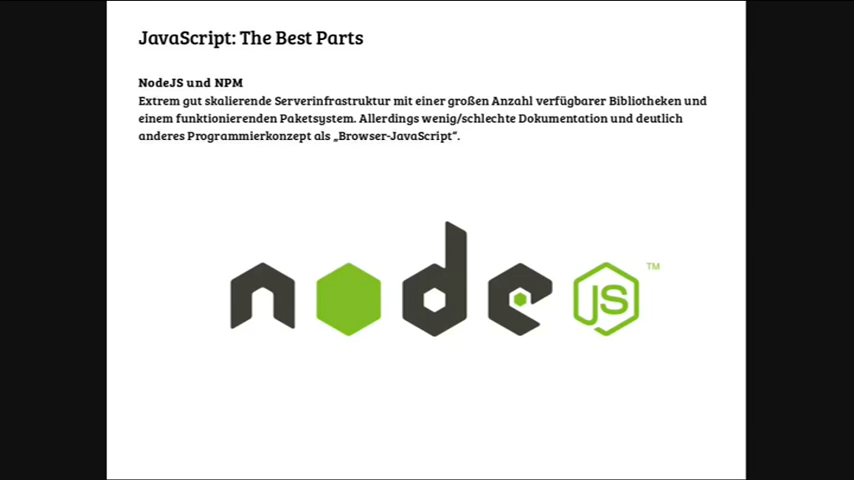 JavaScript: The Best Parts
NodeJS und NPM
Extrem gut skalierende Serverinfrastruktur mit einer großen Anzahl verfügbarer Bibliotheken und
einem funktionierenden Paketsystem. Allerdings wenig/schlechte Dokumentation und deutlich
anderes Programmierkonzept als „Browser-JavaScript“.
node JS ™